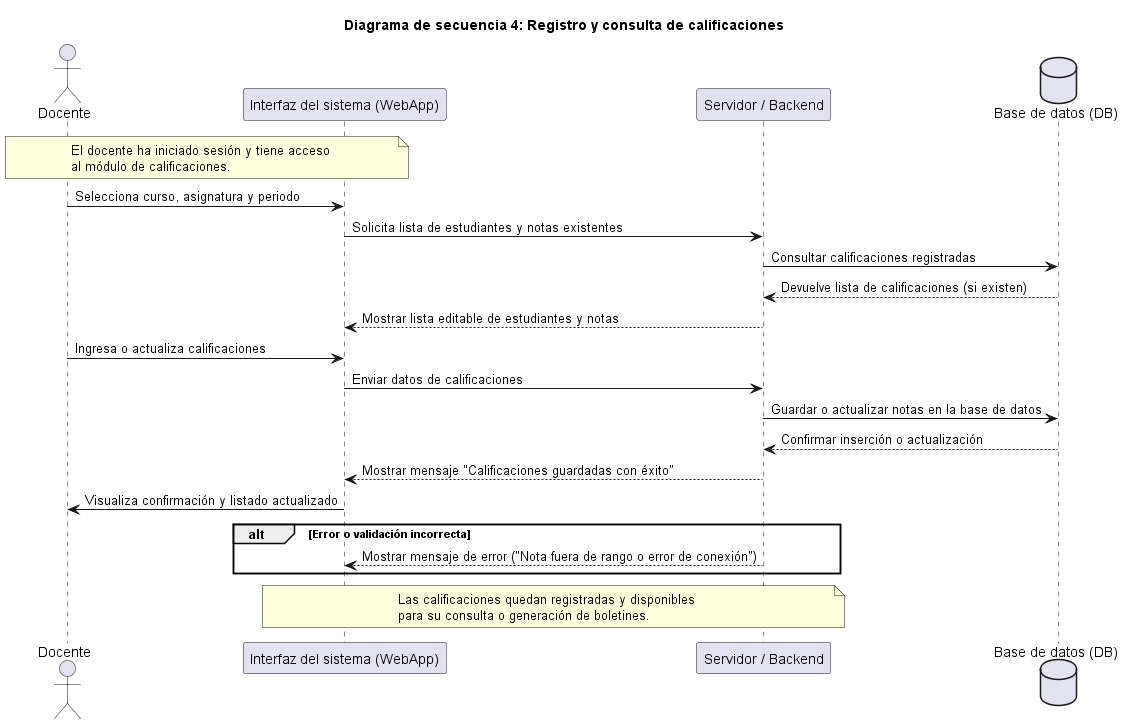 Diagrama de secuencia 4: Registro y consulta de calificaciones
Docente
Interfaz del sistema (WebApp)
Servidor / Backend
Base de datos (DB)
El docente ha iniciado sesión y tiene acceso
al módulo de calificaciones.
Selecciona curso, asignatura y periodo
Solicita lista de estudiantes y notas existentes
Consultar calificaciones registradas
Devuelve lista de calificaciones (si existen)
Mostrar lista editable de estudiantes y notas
Ingresa o actualiza calificaciones
Enviar datos de calificaciones
Guardar o actualizar notas en la base de datos
Confirmar inserción o actualización
Mostrar mensaje "Calificaciones guardadas con éxito"
Visualiza confirmación y listado actualizado
alt [Error o validación incorrecta]
Mostrar mensaje de error ("Nota fuera de rango o error de conexión")
Las calificaciones quedan registradas y disponibles
para su consulta o generación de boletines.
Docente
Interfaz del sistema (WebApp)
Servidor / Backend
Base de datos (DB)